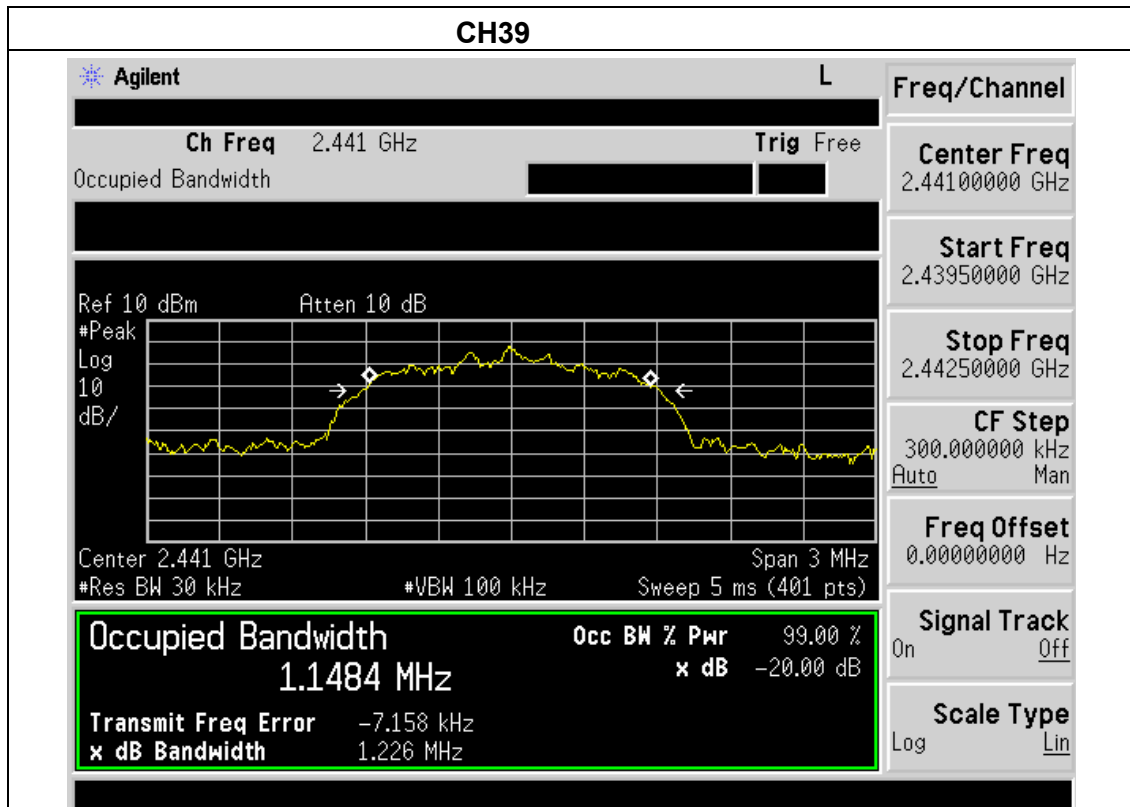 CH39
Agilent
L
Freq/Channel
Ch Freq 2.441 GHz
Trig Free
Occupied Bandwidth
Center Freq
2.44100000 GHz
Start Freq
2.43950000 GHz
Ref 10 dBm
Atten 10 dB
#Peak
Log
10
dB/
Stop Freq
2.44250000 GHz
CF Step
300.000000 kHz
Auto Man
Center 2.441 GHz
Span 3 MHz
#Res BW 30 kHz
#VBW 100 kHz
Sweep 5 ms (401 pts)
Freq Offset
0.00000000 Hz
Occupied Bandwidth
1.1484 MHz
Occ BW % Pwr 99.00 %
x dB -20.00 dB
Transmit Freq Error -7.158 kHz
x dB Bandwidth 1.226 MHz
Signal Track
On Off
Scale Type
Log Lin